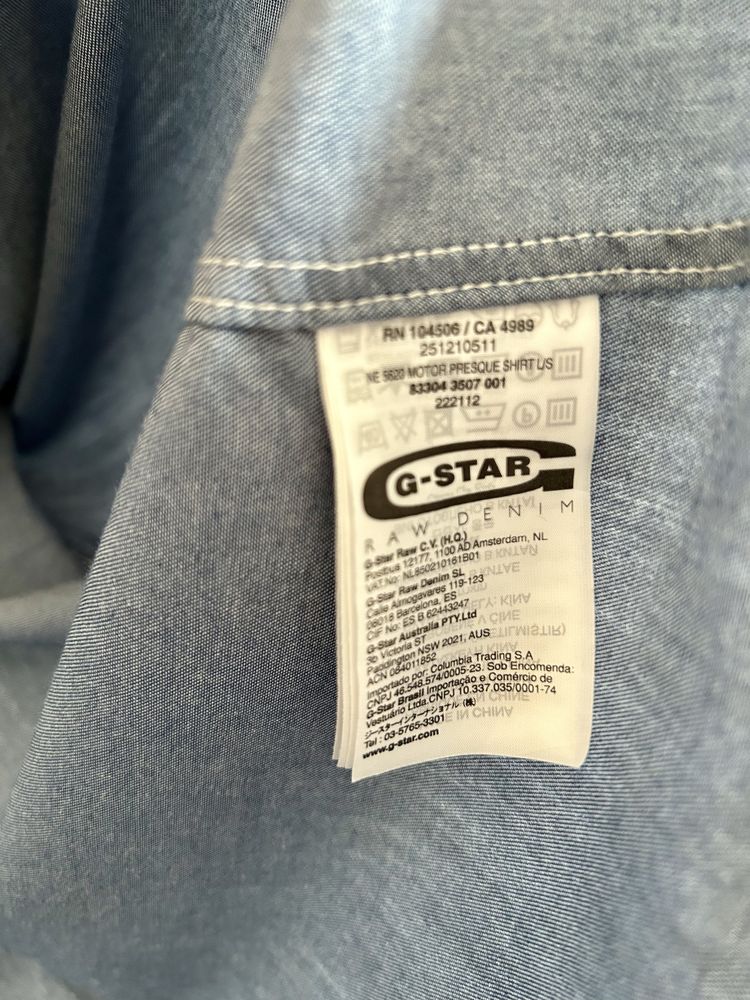 RN 104506 / CA 4989
251210511
NE 5620 MOTOR PRESQUE SHIRT L/S
83304 3507 001
222112
G-STAR
RAW DENIM
G-Star Raw C.V. (H.Q.)
Postbus 12177, 1100 AD Amsterdam, NL
VAT No: NL850210161B01
G-Star Raw Denim SL
Calle Almogavares 119-123
08018 Barcelona, ES
CIF No: ES B 62443247
G-Star Australia PTY.Ltd
3b Victoria ST
Paddington NSW 2021, AUS
ACN 084011852
Importado por: Columbia Trading S.A
CNPJ 46.548.574/0005-23. Sob Encomenda:
G-Star Brasil Importação e Comércio de
Vestuário Ltda.CNPJ 10.337.035/0001-74
ジースターインターナショナル (株)
Tel : 03-5765-3301
www.g-star.com